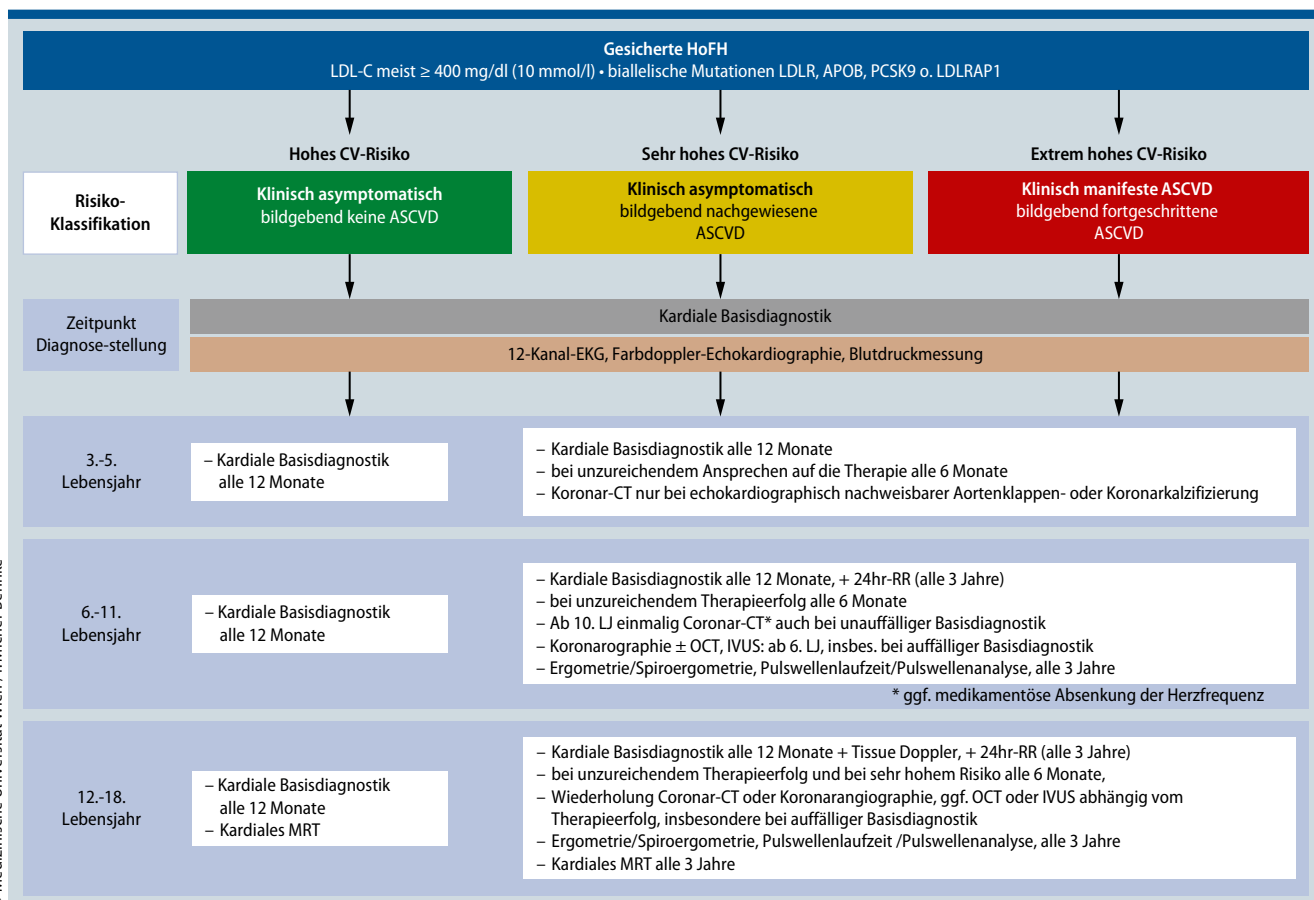 Gesicherte HoFH
LDL-C meist ≥ 400 mg/dl (10 mmol/l) • biallelische Mutationen LDLR, APOB, PCSK9 o. LDLRAP1
Hohes CV-Risiko
Sehr hohes CV-Risiko
Extrem hohes CV-Risiko
Risiko-
Klassifikation
Klinisch asymptomatisch
bildgebend keine ASCVD
Klinisch asymptomatisch
bildgebend nachgewiesene
ASCVD
Klinisch manifeste ASCVD
bildgebend fortgeschrittene
ASCVD
Zeitpunkt
Diagnose-stellung
Kardiale Basisdiagnostik
12-Kanal-EKG, Farbdoppler-Echokardiographie, Blutdruckmessung
3.-5.
Lebensjahr
– Kardiale Basisdiagnostik
alle 12 Monate
– Kardiale Basisdiagnostik alle 12 Monate
– bei unzureichendem Ansprechen auf die Therapie alle 6 Monate
– Koronar-CT nur bei echokardiographisch nachweisbarer Aortenklappen- oder Koronarkalzifizierung
6.-11.
Lebensjahr
– Kardiale Basisdiagnostik
alle 12 Monate
– Kardiale Basisdiagnostik alle 12 Monate, + 24hr-RR (alle 3 Jahre)
– bei unzureichendem Therapieerfolg alle 6 Monate
– Ab 10. LJ einmalig Coronar-CT* auch bei unauffälliger Basisdiagnostik
– Koronarographie ± OCT, IVUS: ab 6. LJ, insbes. bei auffälliger Basisdiagnostik
– Ergometrie/Spiroergometrie, Pulswellenlaufzeit/Pulswellenanalyse, alle 3 Jahre
* ggf. medikamentöse Absenkung der Herzfrequenz
12.-18.
Lebensjahr
– Kardiale Basisdiagnostik
alle 12 Monate
– Kardiales MRT
– Kardiale Basisdiagnostik alle 12 Monate + Tissue Doppler, + 24hr-RR (alle 3 Jahre)
– bei unzureichendem Therapieerfolg und bei sehr hohem Risiko alle 6 Monate,
– Wiederholung Coronar-CT oder Koronarangiographie, ggf. OCT oder IVUS abhängig vom
Therapieerfolg, insbesondere bei auffälliger Basisdiagnostik
– Ergometrie/Spiroergometrie, Pulswellenlaufzeit /Pulswellenanalyse, alle 3 Jahre
– Kardiales MRT alle 3 Jahre